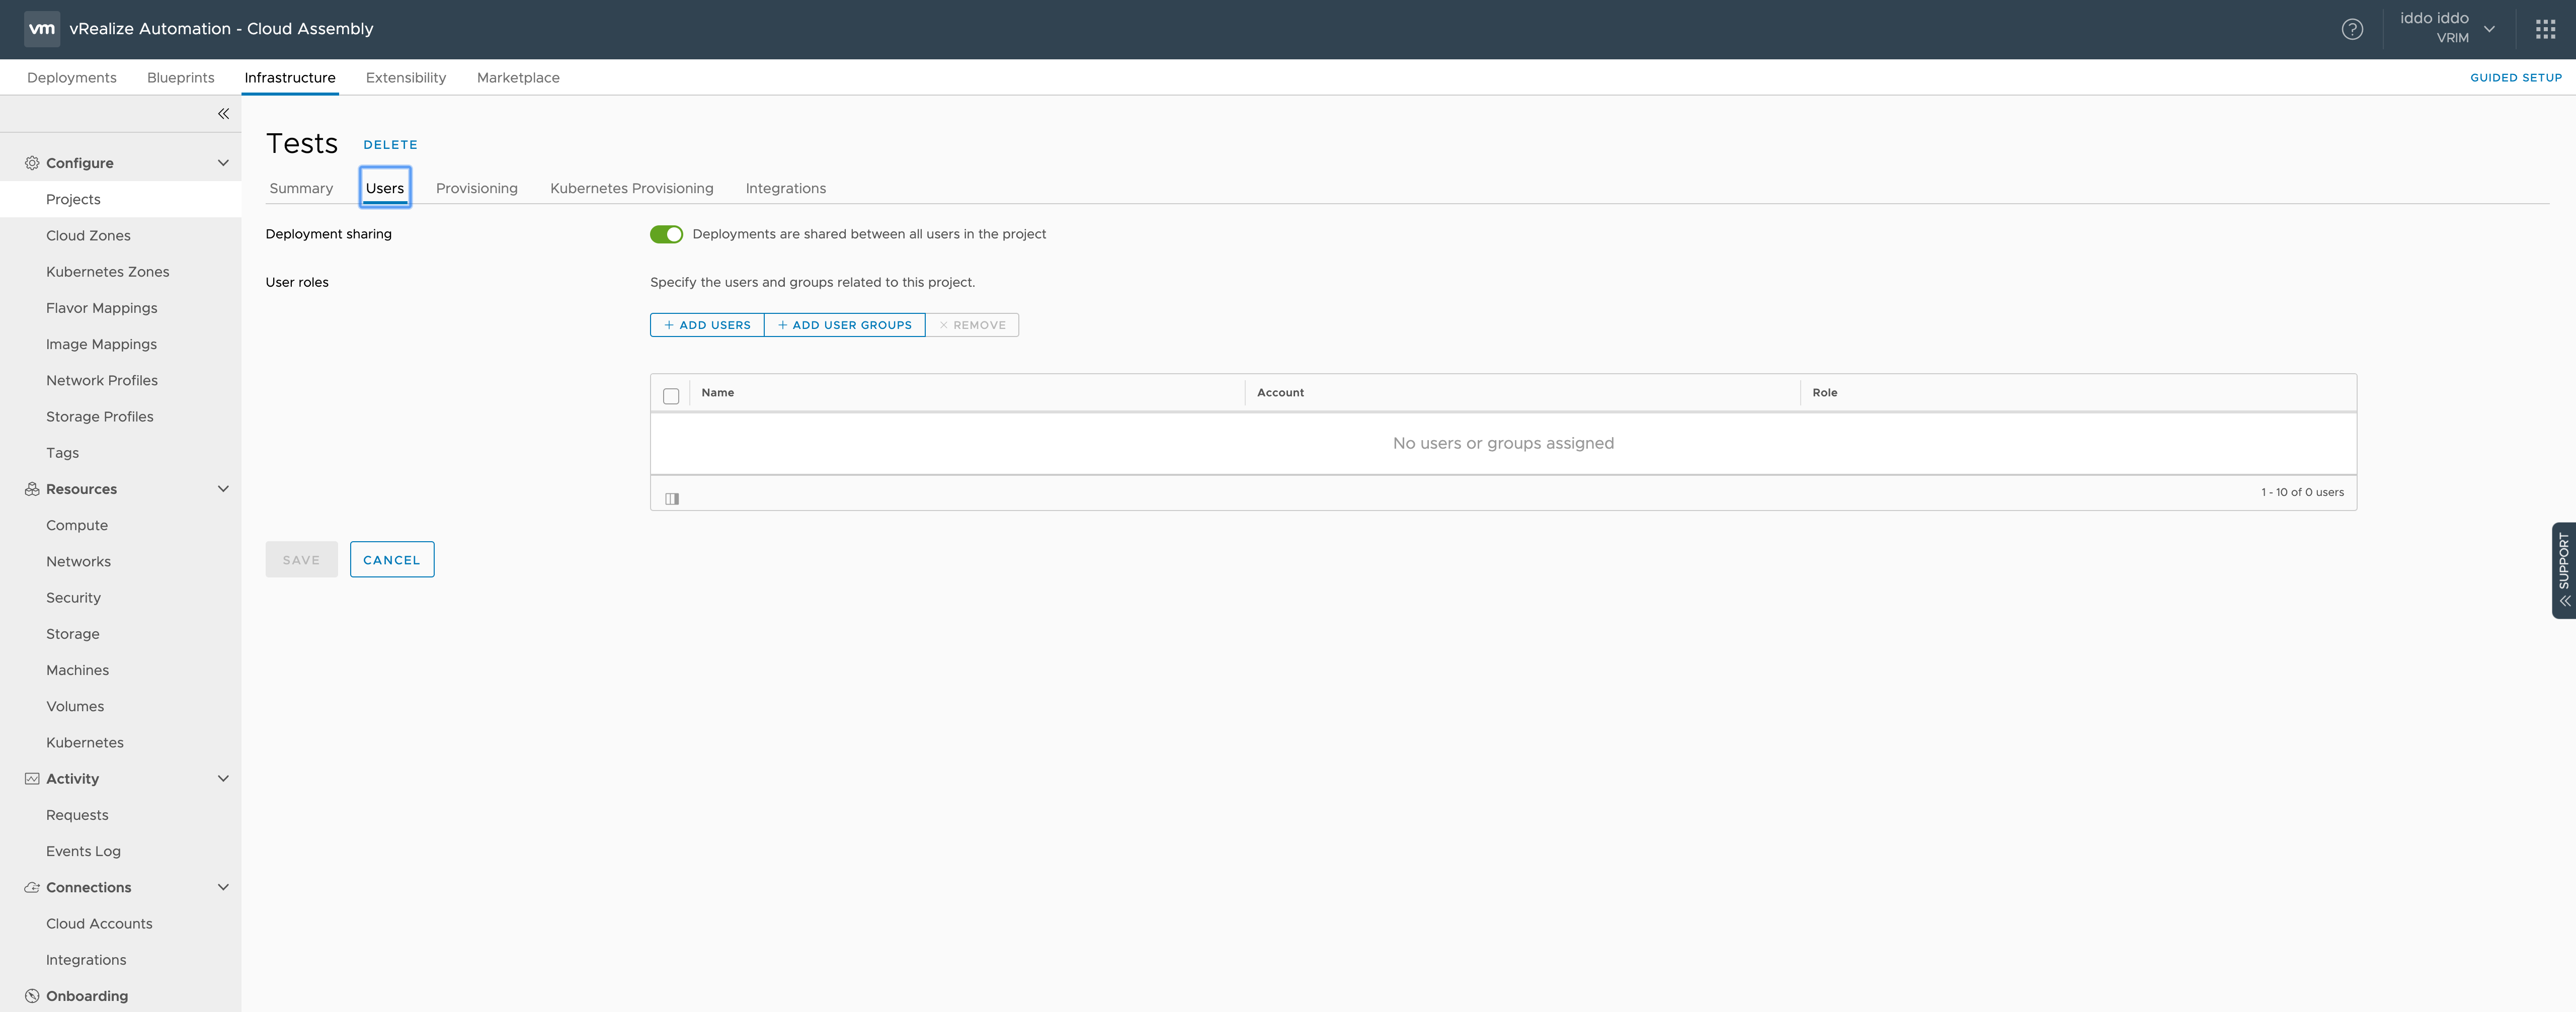 vm vRealize Automation - Cloud Assembly
? iddo iddo
VRIM
Deployments Blueprints Infrastructure Extensibility Marketplace GUIDED SETUP
Configure
Projects
Cloud Zones
Kubernetes Zones
Flavor Mappings
Image Mappings
Network Profiles
Storage Profiles
Tags
Resources
Compute
Networks
Security
Storage
Machines
Volumes
Kubernetes
Activity
Requests
Events Log
Connections
Cloud Accounts
Integrations
Onboarding
Tests DELETE
Summary Users Provisioning Kubernetes Provisioning Integrations
Deployment sharing Deployments are shared between all users in the project
User roles Specify the users and groups related to this project.
+ ADD USERS + ADD USER GROUPS × REMOVE
Name Account Role
No users or groups assigned
1 - 10 of 0 users
SAVE CANCEL
SUPPORT